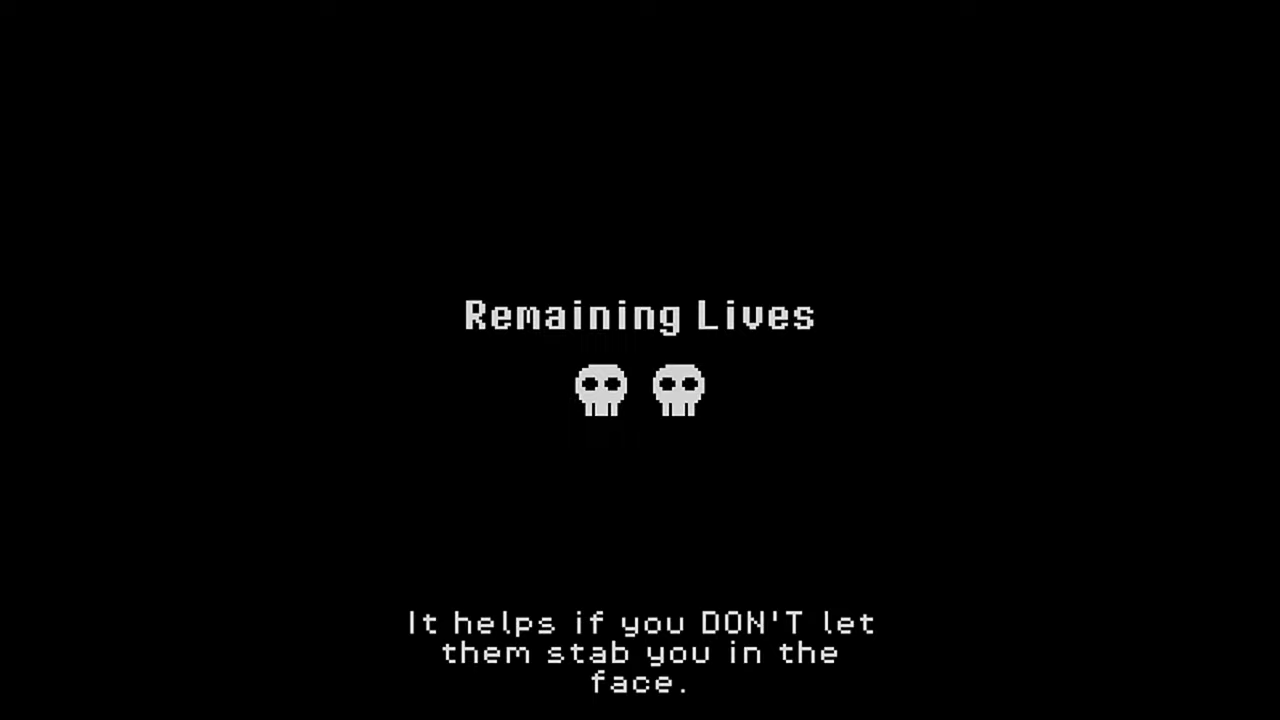 Remaining Lives
It helps if you DON'T let
them stab you in the
face.